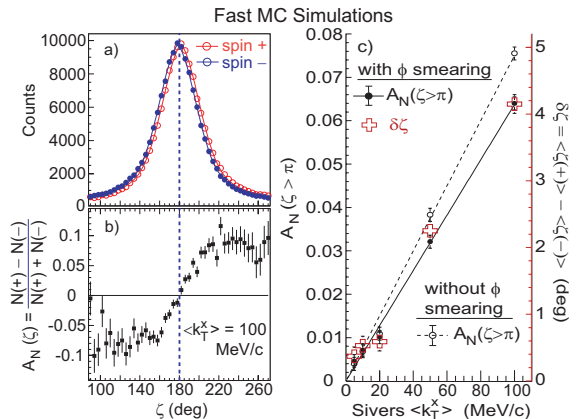 Fast MC Simulations
a)
spin +
spin −
Counts
10000
8000
6000
4000
2000
0
b)
A_N (ζ) = N(+) − N(−) / N(+) + N(−)
0.1
0.05
0
-0.05
-0.1
<k_T^x> = 100
MeV/c
100 140 180 220 260
ζ (deg)
c)
with ϕ smearing
A_N(ζ>π)
δζ
without ϕ
smearing
A_N(ζ>π)
A_N (ζ > π)
0.08
0.07
0.06
0.05
0.04
0.03
0.02
0.01
0
0 20 40 60 80 100
Sivers <k_T^x> (MeV/c)
5
4
3
2
1
0
δζ = <ζ(+)> − <ζ(−)> (deg)